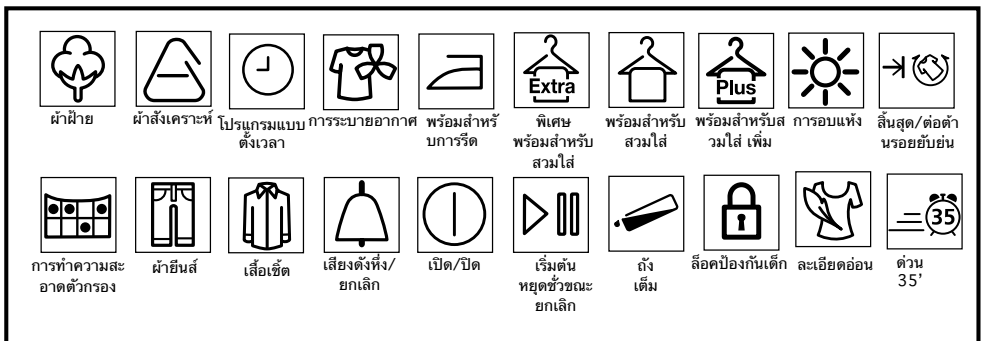 Extra
Plus
ผ้าฝ้าย
ผ้าสังเคราะห์
โปรแกรมแบบ
ตั้งเวลา
การระบายอากาศ
พร้อมสำหรั
บการรีด
พิเศษ
พร้อมสำหรับ
สวมใส่
พร้อมสำหรับ
สวมใส่
พร้อมสำหรับส
วมใส่ เพิ่ม
การอบแห้ง
สิ้นสุด/ต่อต้า
นรอยยับย่น
35
การทำความสะ
อาดตัวกรอง
ผ้ายีนส์
เสื้อเชิ้ต
เสียงดังหึ่ง/
ยกเลิก
เปิด/ปิด
เริ่มต้น
หยุดชั่วขณะ
ยกเลิก
ถัง
เต็ม
ล็อคป้องกันเด็ก
ละเอียดอ่อน
ด่วน
35'